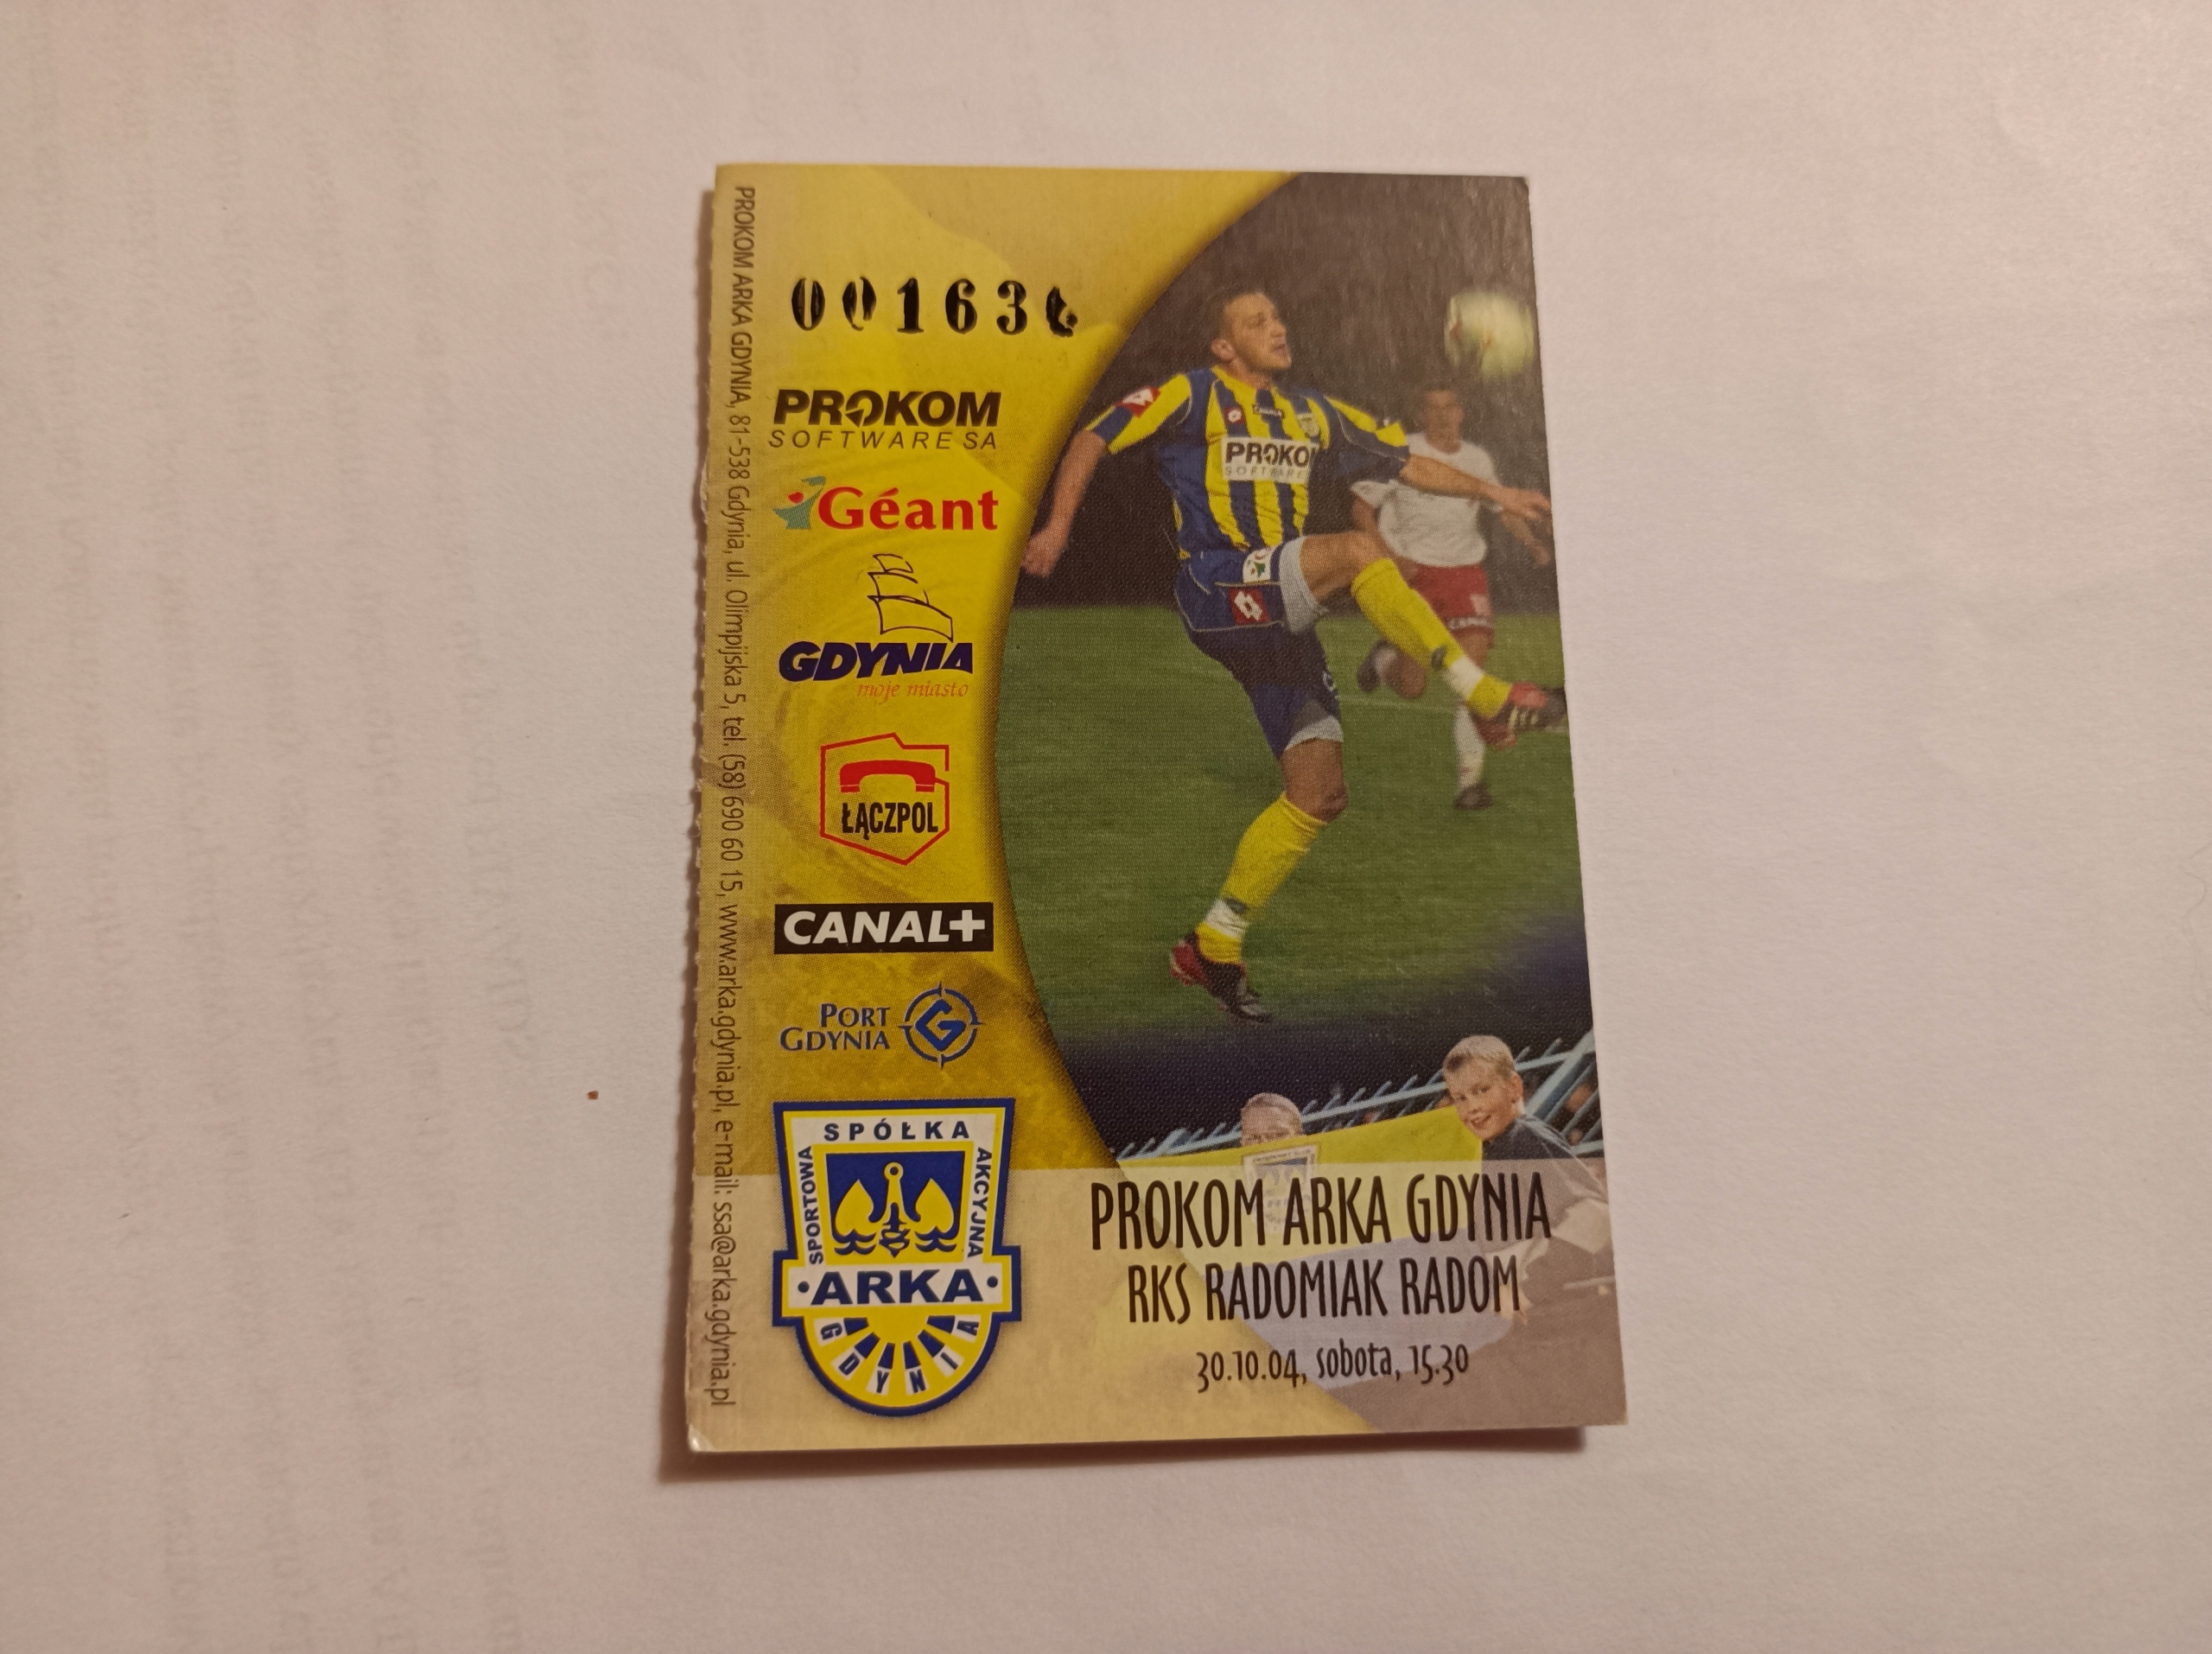 PROKOM ARKA GDYNIA, 81-538 Gdynia, ul. Olimpijska 5, tel. (58) 690 60 15, www.arka.gdynia.pl, e-mail: ssa@arka.gdynia.pl
PROKOM
SOFTWARE SA
Géant
GDYNIA
moje miasto
ŁĄCZPOL
CANAL+
PORT
GDYNIA
SPÓŁKA
SPORTOWA
AKCYJNA
ARKA
GDYNIA
PROKO
SOFTWARE
PROKOM ARKA GDYNIA
RKS RADOMIAK RADOM
30.10.04, sobota, 15.30